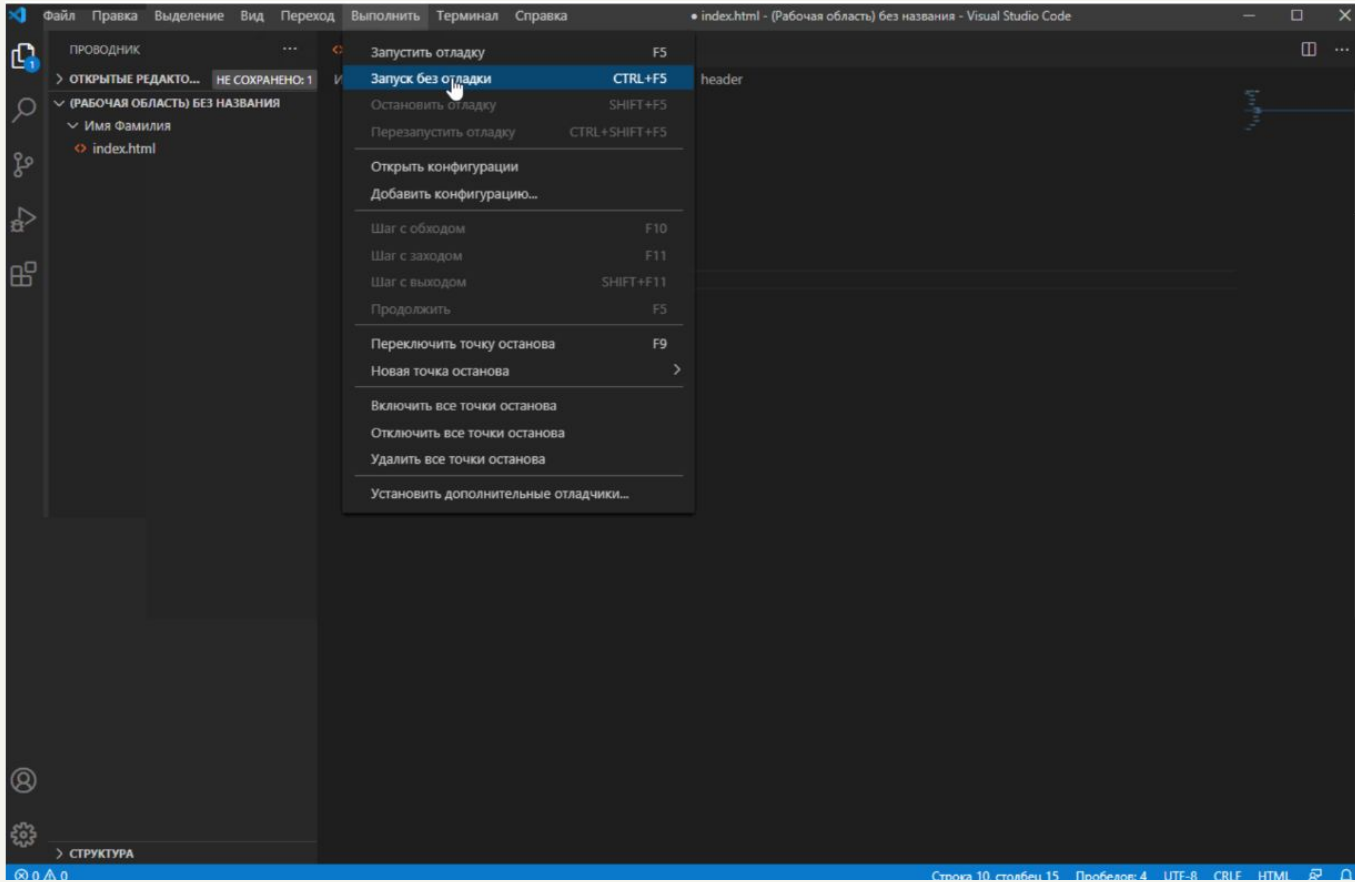 Файл Правка Выделение Вид Переход Выполнить Терминал Справка ● index.html - (Рабочая область) без названия - Visual Studio Code
ПРОВОДНИК ...
ОТКРЫТЫЕ РЕДАКТО... НЕ СОХРАНЕНО: 1
(РАБОЧАЯ ОБЛАСТЬ) БЕЗ НАЗВАНИЯ
Имя Фамилия
index.html
1
Запустить отладку F5
Запуск без отладки CTRL+F5
Остановить отладку SHIFT+F5
Перезапустить отладку CTRL+SHIFT+F5
Открыть конфигурации
Добавить конфигурацию...
Шаг с обходом F10
Шаг с заходом F11
Шаг с выходом SHIFT+F11
Продолжить F5
Переключить точку останова F9
Новая точка останова
Включить все точки останова
Отключить все точки останова
Удалить все точки останова
Установить дополнительные отладчики...
header
СТРУКТУРА
0 0 Строка 10, столбец 15 Пробелов: 4 UTF-8 CRLF HTML